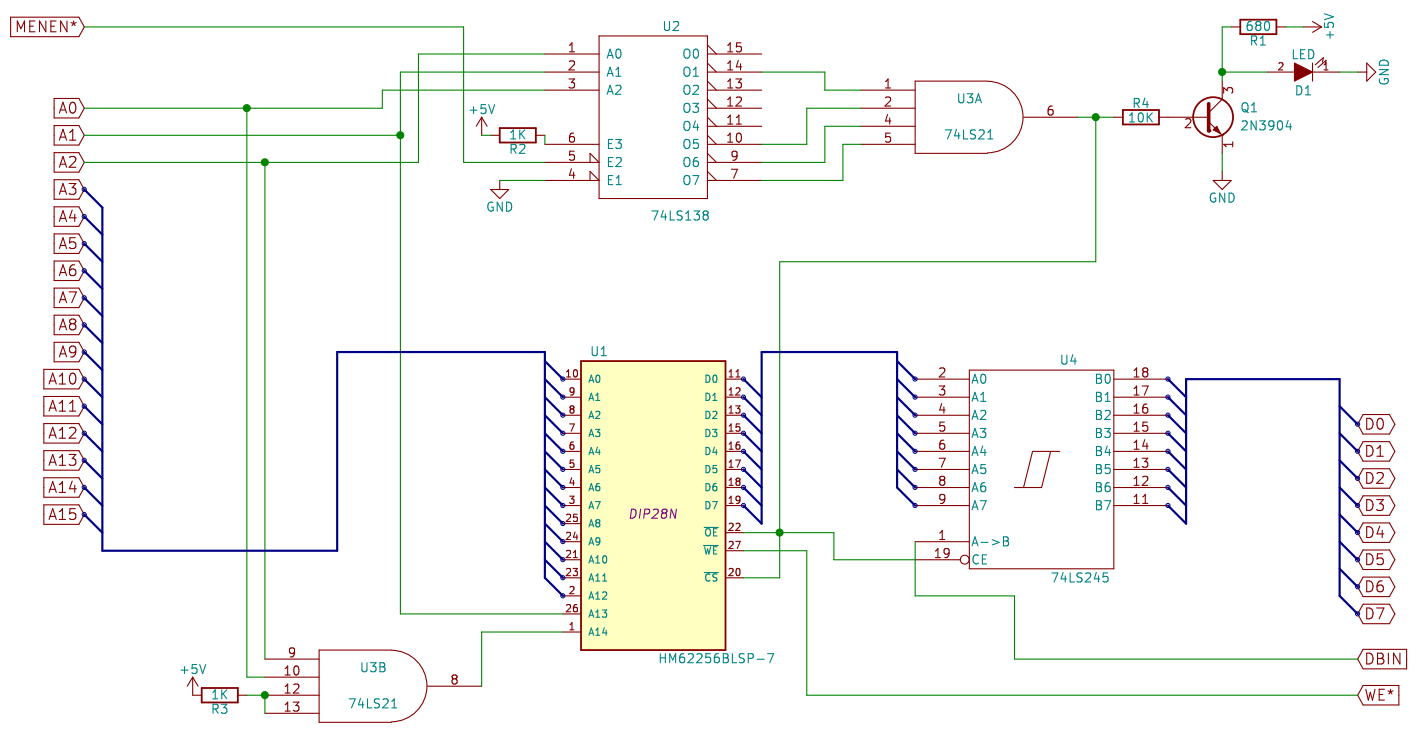 MENEN*
A0
A1
A2
A3
A4
A5
A6
A7
A8
A9
A10
A11
A12
A13
A14
A15
+5V
1K
R2
GND
U2
1 A0 O0 15
2 A1 O1 14
3 A2 O2 13
O3 12
O4 11
O5 10
6 E3 O6 9
5 E2 O7 7
4 E1
74LS138
1
2
4
5
U3A
74LS21
6
R4
10K
680
R1
+5V
LED
2 1
D1
GND
3
2
1
Q1
2N3904
GND
U1
10 A0 D0 11
9 A1 D1 12
8 A2 D2 13
7 A3 D3 15
6 A4 D4 16
5 A5 D5 17
4 A6 D6 18
3 A7 D7 19
25 A8 OE 22
24 A9 WE 27
21 A10
23 A11 CS 20
2 A12
26 A13
1 A14
DIP28N
HM62256BLSP-7
U4
2 A0 B0 18
3 A1 B1 17
4 A2 B2 16
5 A3 B3 15
6 A4 B4 14
7 A5 B5 13
8 A6 B6 12
9 A7 B7 11
1 A->B
19 CE
74LS245
D0
D1
D2
D3
D4
D5
D6
D7
DBIN
WE*
+5V
1K
R3
9
10
12
13
U3B
74LS21
8